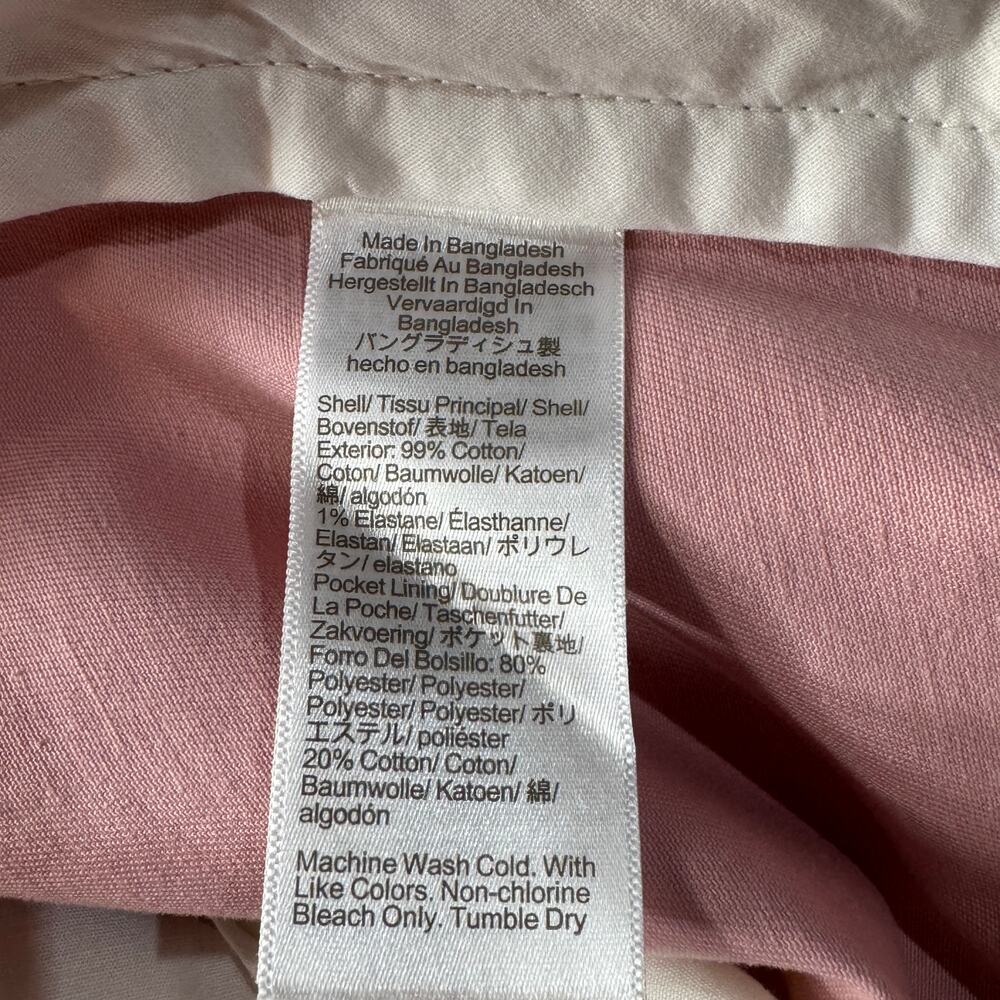 Made In Bangladesh
Fabriqué Au Bangladesh
Hergestellt In Bangladesch
Vervaardigd In
Bangladesh
バングラディシュ製
hecho en bangladesh
Shell/ Tissu Principal/ Shell/
Bovenstof/ 表地/ Tela
Exterior: 99% Cotton/
Coton/ Baumwolle/ Katoen/
綿/ algodón
1% Elastane/ Élasthanne/
Elastan/ Elastaan/ ポリウレ
タン/ elastano
Pocket Lining/ Doublure De
La Poche/ Taschenfutter/
Zakvoering/ ポケット裏地/
Forro Del Bolsillo: 80%
Polyester/ Polyester/
Polyester/ Polyester/ ポリ
エステル/ poliéster
20% Cotton/ Coton/
Baumwolle/ Katoen/ 綿/
algodón
Machine Wash Cold. With
Like Colors. Non-chlorine
Bleach Only. Tumble Dry